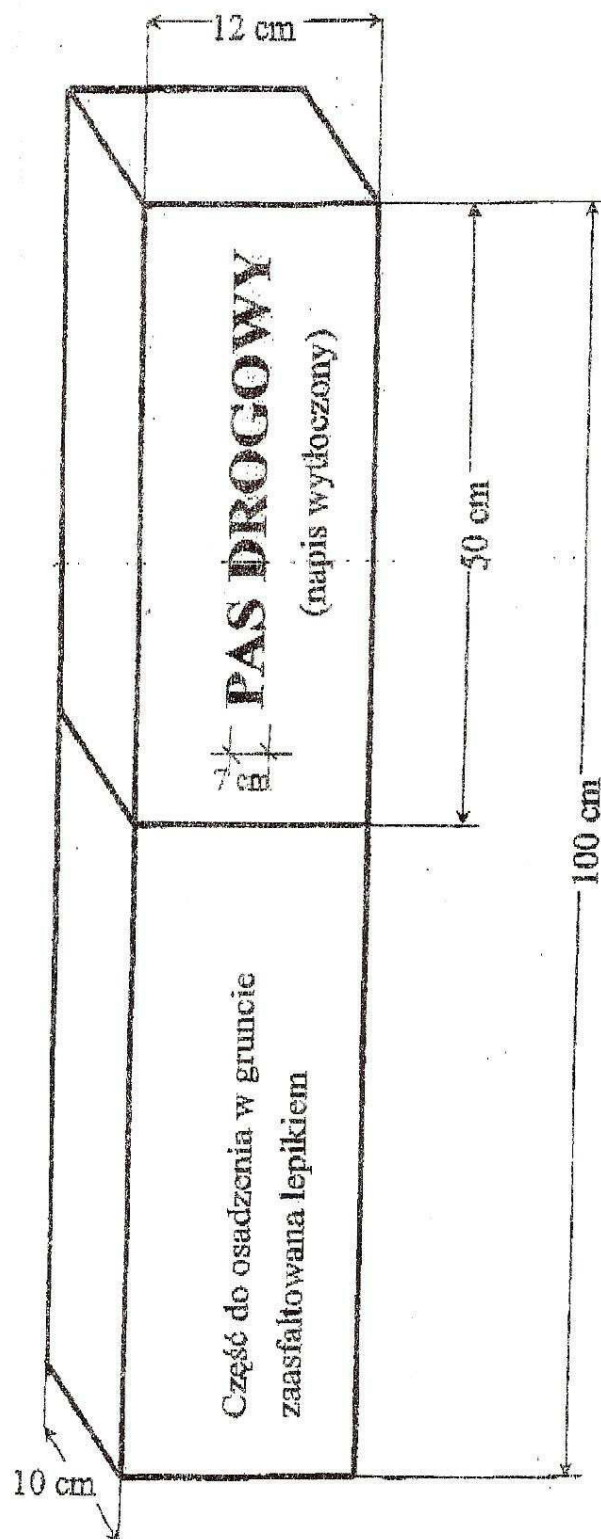 12 cm
PAS DROGOWY
(napis wytłoczony)
7
cm
50 cm
100 cm
Część do osadzenia w gruncie
zaasfaltowana lepikiem
10 cm